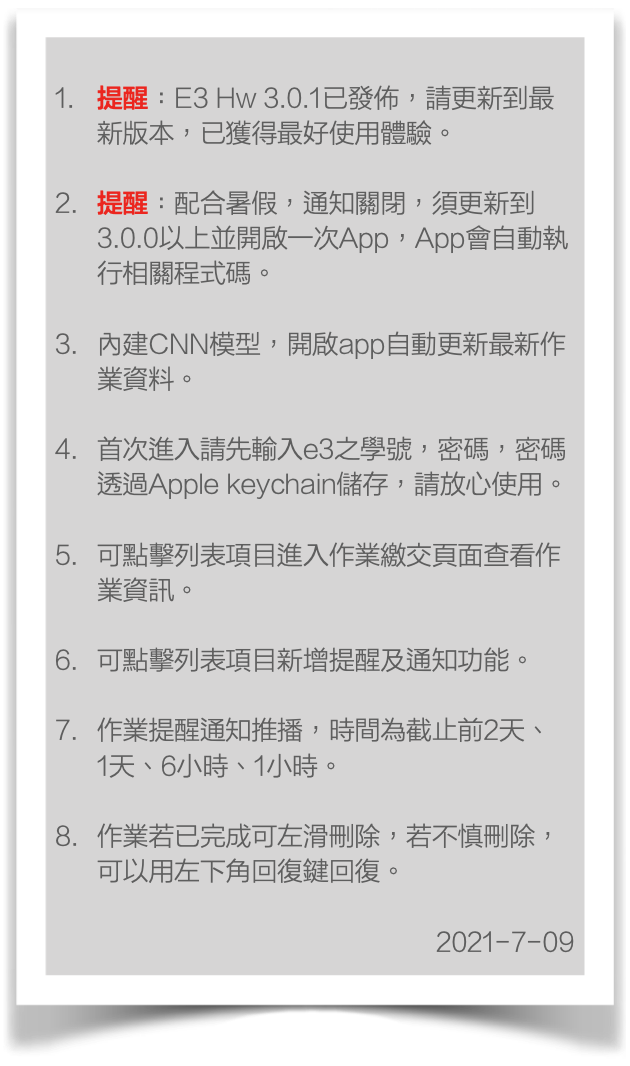 1. 提醒：E3 Hw 3.0.1已發佈，請更新到最
新版本，已獲得最好使用體驗。
2. 提醒：配合暑假，通知關閉，須更新到
3.0.0以上並開啟一次App，App會自動執
行相關程式碼。
3. 內建CNN模型，開啟app自動更新最新作
業資料。
4. 首次進入請先輸入e3之學號，密碼，密碼
透過Apple keychain儲存，請放心使用。
5. 可點擊列表項目進入作業繳交頁面查看作
業資訊。
6. 可點擊列表項目新增提醒及通知功能。
7. 作業提醒通知推播，時間為截止前2天、
1天、6小時、1小時。
8. 作業若已完成可左滑刪除，若不慎刪除，
可以用左下角回復鍵回復。
2021-7-09